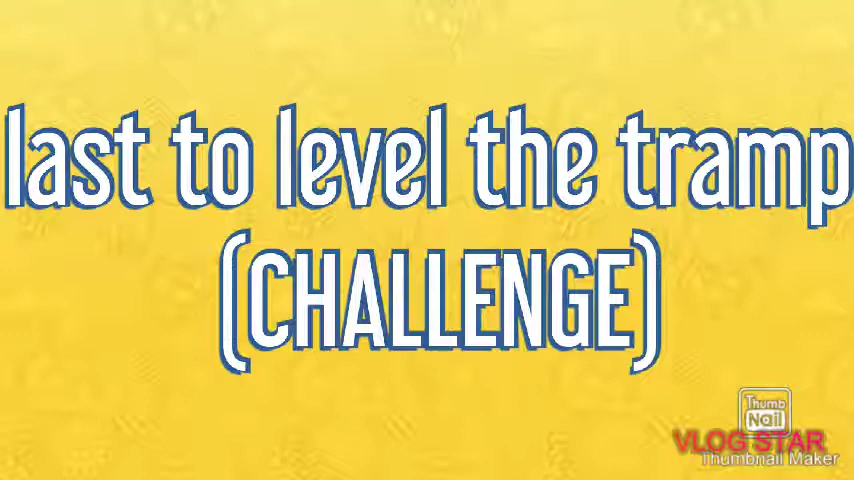 last to level the tramp
(CHALLENGE)
Thumb
Nail
VLOG STAR
Thumbnail Maker